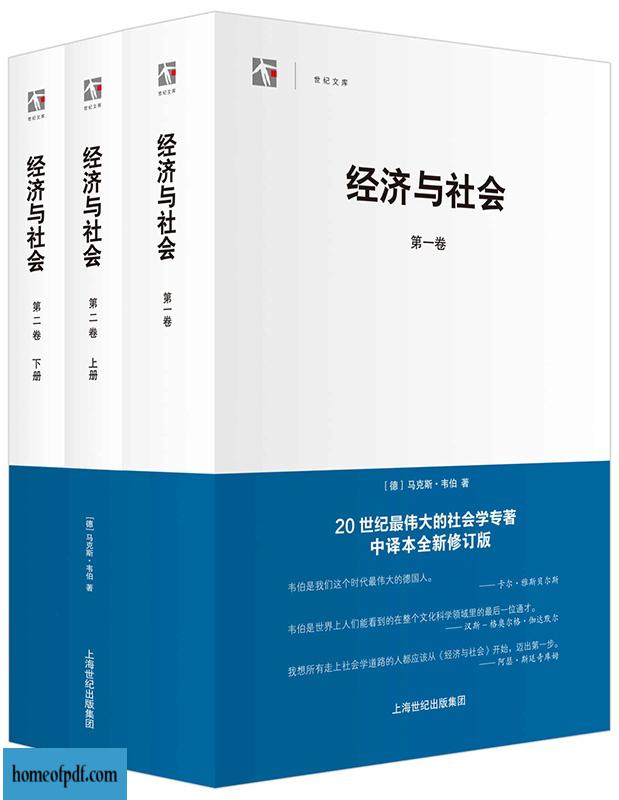 世纪文库
经济与社会
第二卷 下册
世纪文库
经济与社会
第二卷 上册
[德]马克斯·韦伯 著
上海世纪出版集团
世纪文库
经济与社会
第一卷
世纪文库
经济与社会
第一卷
[德] 马克斯·韦伯 著
20世纪最伟大的社会学专著
中译本全新修订版
韦伯是我们这个时代最伟大的德国人。
——卡尔·雅斯贝尔斯
韦伯是世界上人们能看到的在整个文化科学领域里的最后一位通才。
——汉斯-格奥尔格·伽达默尔
我想所有走上社会学道路的人都应该从《经济与社会》开始，迈出第一步。
——阿瑟·斯廷奇库姆
上海世纪出版集团
homeofpdf.com